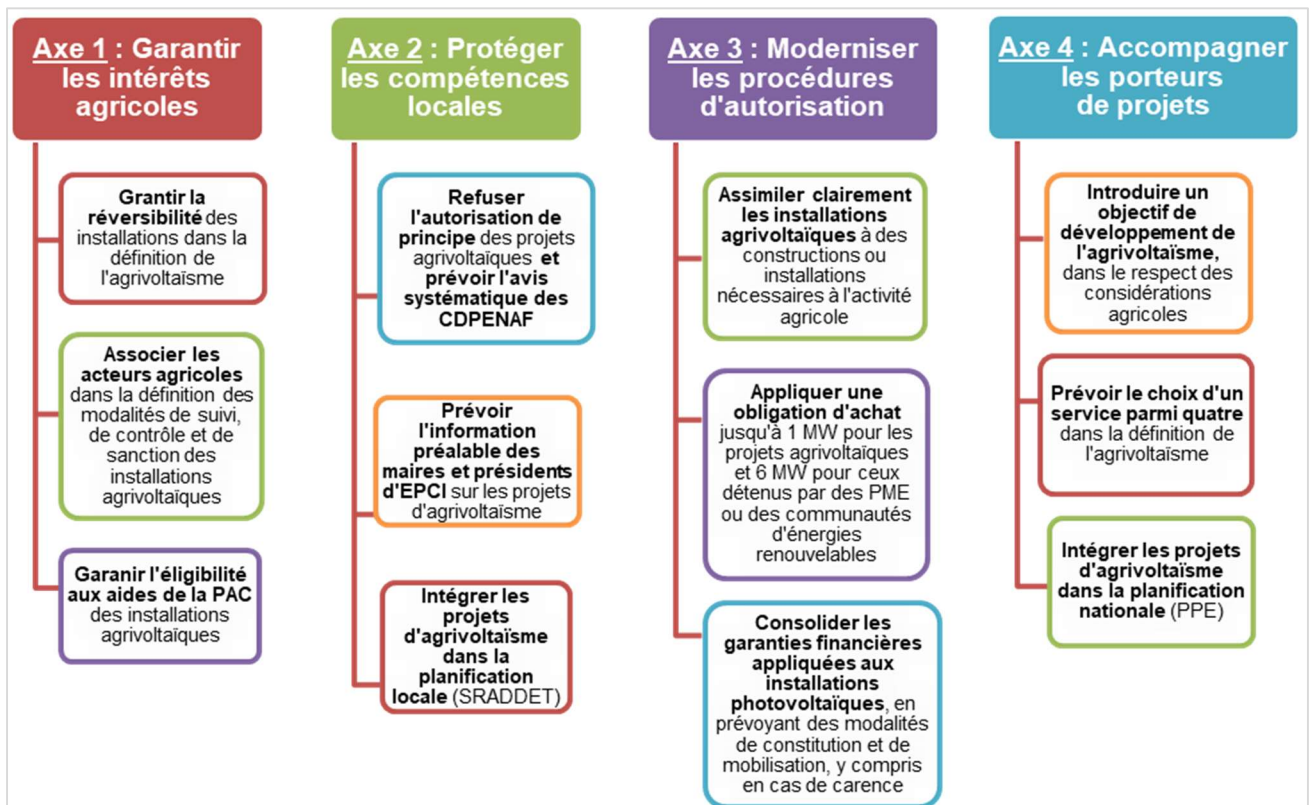 Axe 1 : Garantir
les intérêts
agricoles
Grantir la
réversibilité des
installations dans la
définition de
l'agrivoltaïsme
Associer les
acteurs agricoles
dans la définition des
modalités de suivi,
de contrôle et de
sanction des
installations
agrivoltaïques
Garanir l'éligibilité
aux aides de la PAC
des installations
agrivoltaïques
Axe 2 : Protéger
les compétences
locales
Refuser
l'autorisation de
principe des projets
agrivoltaïques et
prévoir l'avis
systématique des
CDPENAF
Prévoir
l'information
préalable des
maires et présidents
d'EPCI sur les projets
d'agrivoltaïsme
Intégrer les
projets
d'agrivoltaïsme
dans la
planification
locale (SRADDET)
Axe 3 : Moderniser
les procédures
d'autorisation
Assimiler clairement
les installations
agrivoltaïques à des
constructions ou
installations
nécessaires à l'activité
agricole
Appliquer une
obligation d'achat
jusqu'à 1 MW pour les
projets agrivoltaïques
et 6 MW pour ceux
détenus par des PME
ou des communautés
d'énergies
renouvelables
Consolider les
garanties financières
appliquées aux
installations
photovoltaïques, en
prévoyant des modalités
de constitution et de
mobilisation, y compris
en cas de carence
Axe 4 : Accompagner
les porteurs
de projets
Introduire un
objectif de
développement de
l'agrivoltaïsme,
dans le respect des
considérations
agricoles
Prévoir le choix d'un
service parmi quatre
dans la définition de
l'agrivoltaïsme
Intégrer les projets
d'agrivoltaïsme
dans la planification
nationale (PPE)